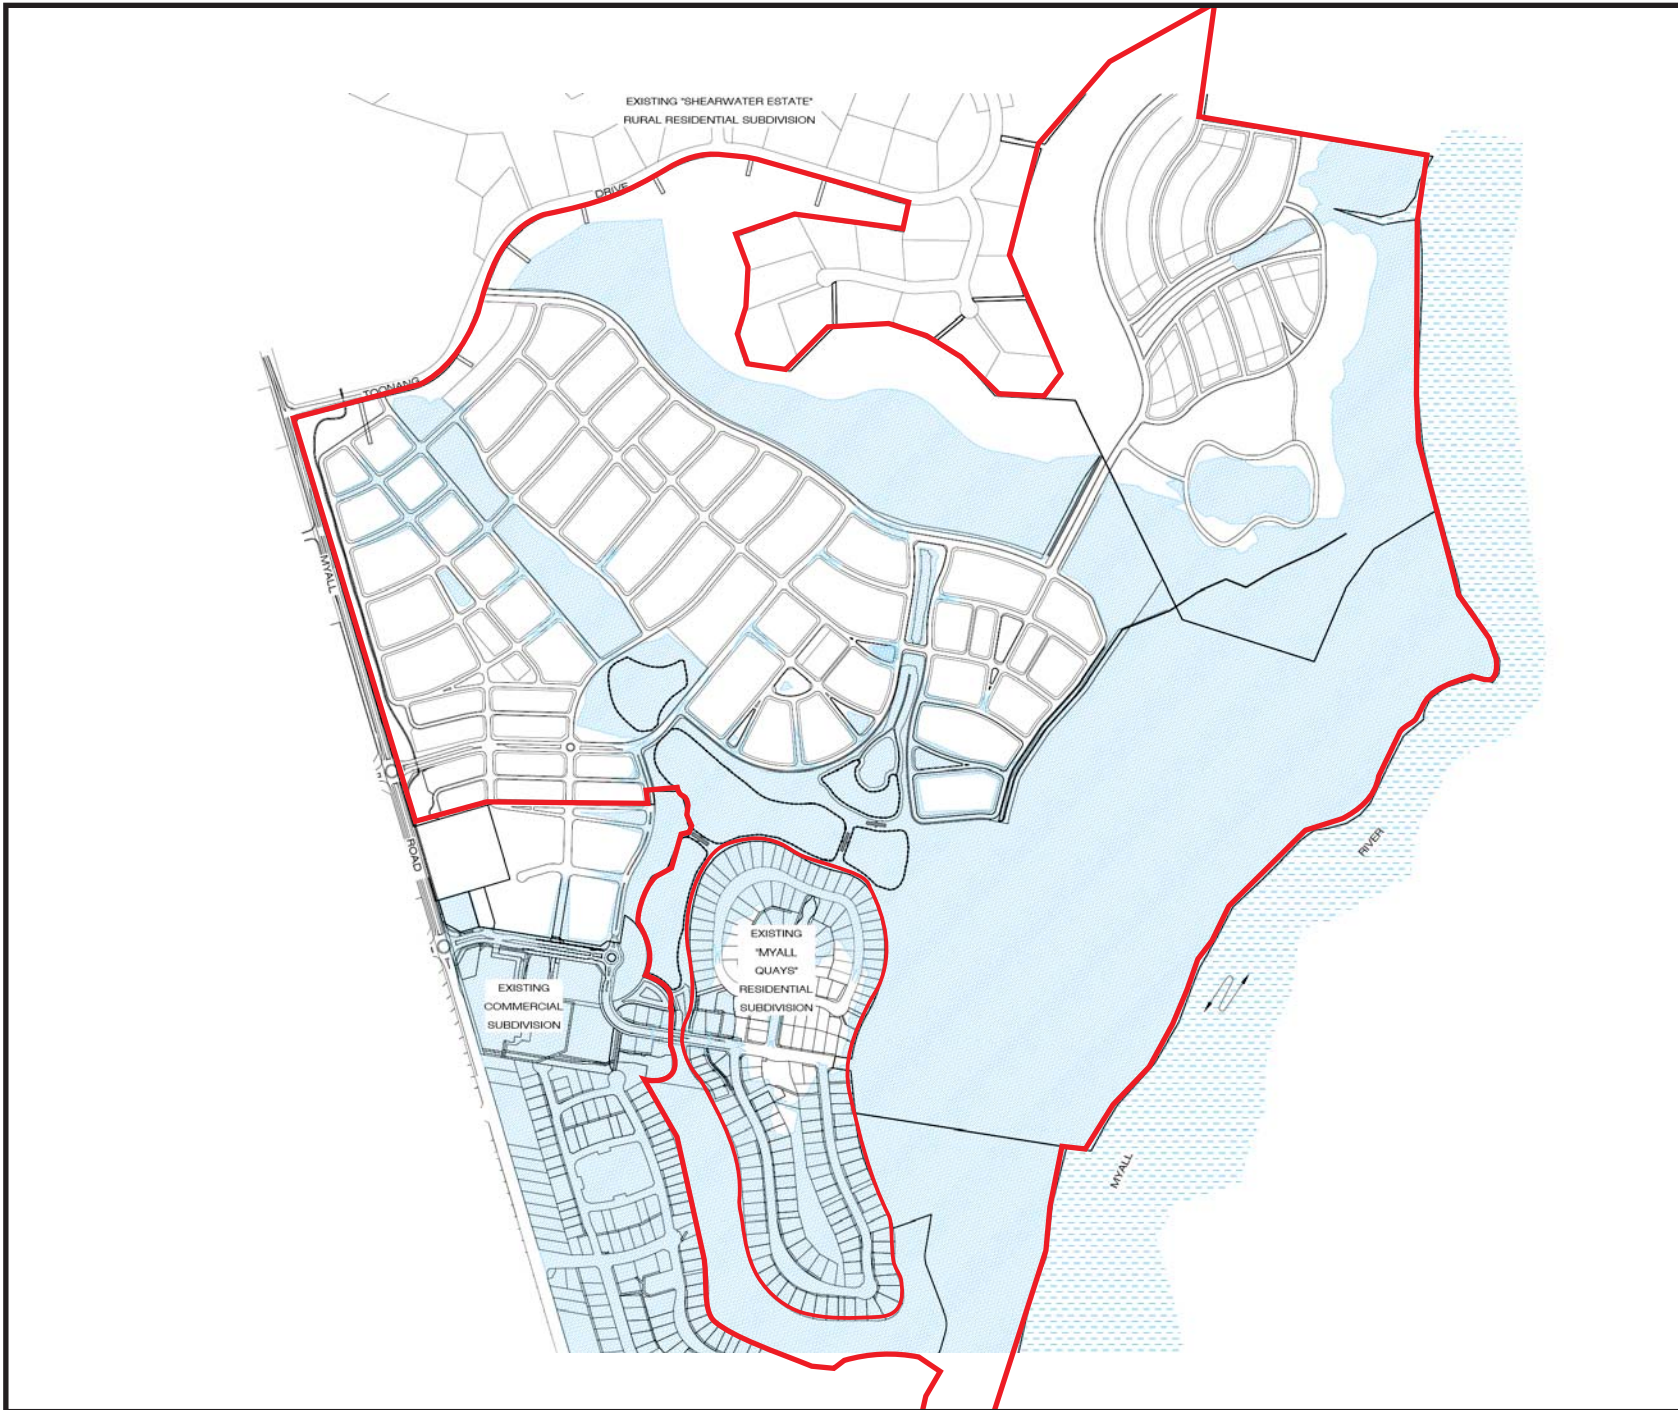 EXISTING "SHEARWATER ESTATE"
RURAL RESIDENTIAL SUBDIVISION
DRIVE
TOONANG
MYALL
ROAD
RIVER
EXISTING
"MYALL
QUAYS"
RESIDENTIAL
SUBDIVISION
EXISTING
COMMERCIAL
SUBDIVISION
MYALL